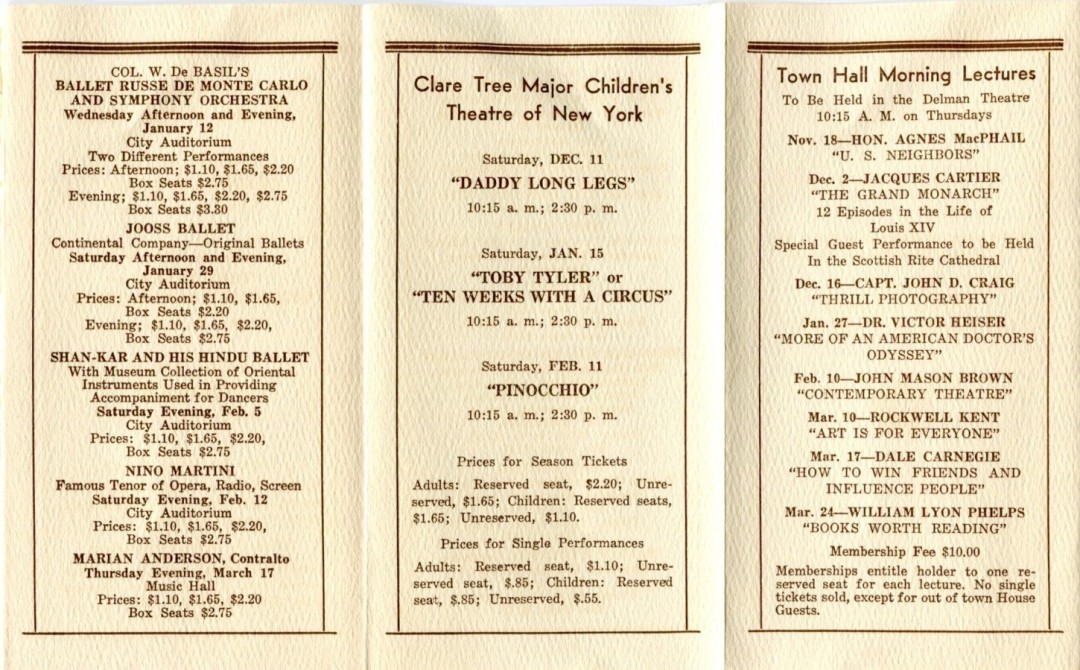 COL. W. De BASIL'S
BALLET RUSSE DE MONTE CARLO
AND SYMPHONY ORCHESTRA
Wednesday Afternoon and Evening,
January 12
City Auditorium
Two Different Performances
Prices: Afternoon; $1.10, $1.65, $2.20
Box Seats $2.75
Evening; $1.10, $1.65, $2.20, $2.75
Box Seats $3.30
JOOSS BALLET
Continental Company—Original Ballets
Saturday Afternoon and Evening,
January 29
City Auditorium
Prices: Afternoon; $1.10, $1.65,
Box Seats $2.20
Evening; $1.10, $1.65, $2.20,
Box Seats $2.75
SHAN-KAR AND HIS HINDU BALLET
With Museum Collection of Oriental
Instruments Used in Providing
Accompaniment for Dancers
Saturday Evening, Feb. 5
City Auditorium
Prices: $1.10, $1.65, $2.20,
Box Seats $2.75
NINO MARTINI
Famous Tenor of Opera, Radio, Screen
Saturday Evening, Feb. 12
City Auditorium
Prices: $1.10, $1.65, $2.20,
Box Seats $2.75
MARIAN ANDERSON, Contralto
Thursday Evening, March 17
Music Hall
Prices: $1.10, $1.65, $2.20
Box Seats $2.75
Clare Tree Major Children's
Theatre of New York
Saturday, DEC. 11
"DADDY LONG LEGS"
10:15 a. m.; 2:30 p. m.
Saturday, JAN. 15
"TOBY TYLER" or
"TEN WEEKS WITH A CIRCUS"
10:15 a. m.; 2:30 p. m.
Saturday, FEB. 11
"PINOCCHIO"
10:15 a. m.; 2:30 p. m.
Prices for Season Tickets
Adults: Reserved seat, $2.20; Unre-
served, $1.65; Children: Reserved seats,
$1.65; Unreserved, $1.10.
Prices for Single Performances
Adults: Reserved seat, $1.10; Unre-
served seat, $.85; Children: Reserved
seat, $.85; Unreserved, $.55.
Town Hall Morning Lectures
To Be Held in the Delman Theatre
10:15 A. M. on Thursdays
Nov. 18—HON. AGNES MacPHAIL
"U. S. NEIGHBORS"
Dec. 2—JACQUES CARTIER
"THE GRAND MONARCH"
12 Episodes in the Life of
Louis XIV
Special Guest Performance to be Held
In the Scottish Rite Cathedral
Dec. 16—CAPT. JOHN D. CRAIG
"THRILL PHOTOGRAPHY"
Jan. 27—DR. VICTOR HEISER
"MORE OF AN AMERICAN DOCTOR'S
ODYSSEY"
Feb. 10—JOHN MASON BROWN
"CONTEMPORARY THEATRE"
Mar. 10—ROCKWELL KENT
"ART IS FOR EVERYONE"
Mar. 17—DALE CARNEGIE
"HOW TO WIN FRIENDS AND
INFLUENCE PEOPLE"
Mar. 24—WILLIAM LYON PHELPS
"BOOKS WORTH READING"
Membership Fee $10.00
Memberships entitle holder to one re-
served seat for each lecture. No single
tickets sold, except for out of town House
Guests.